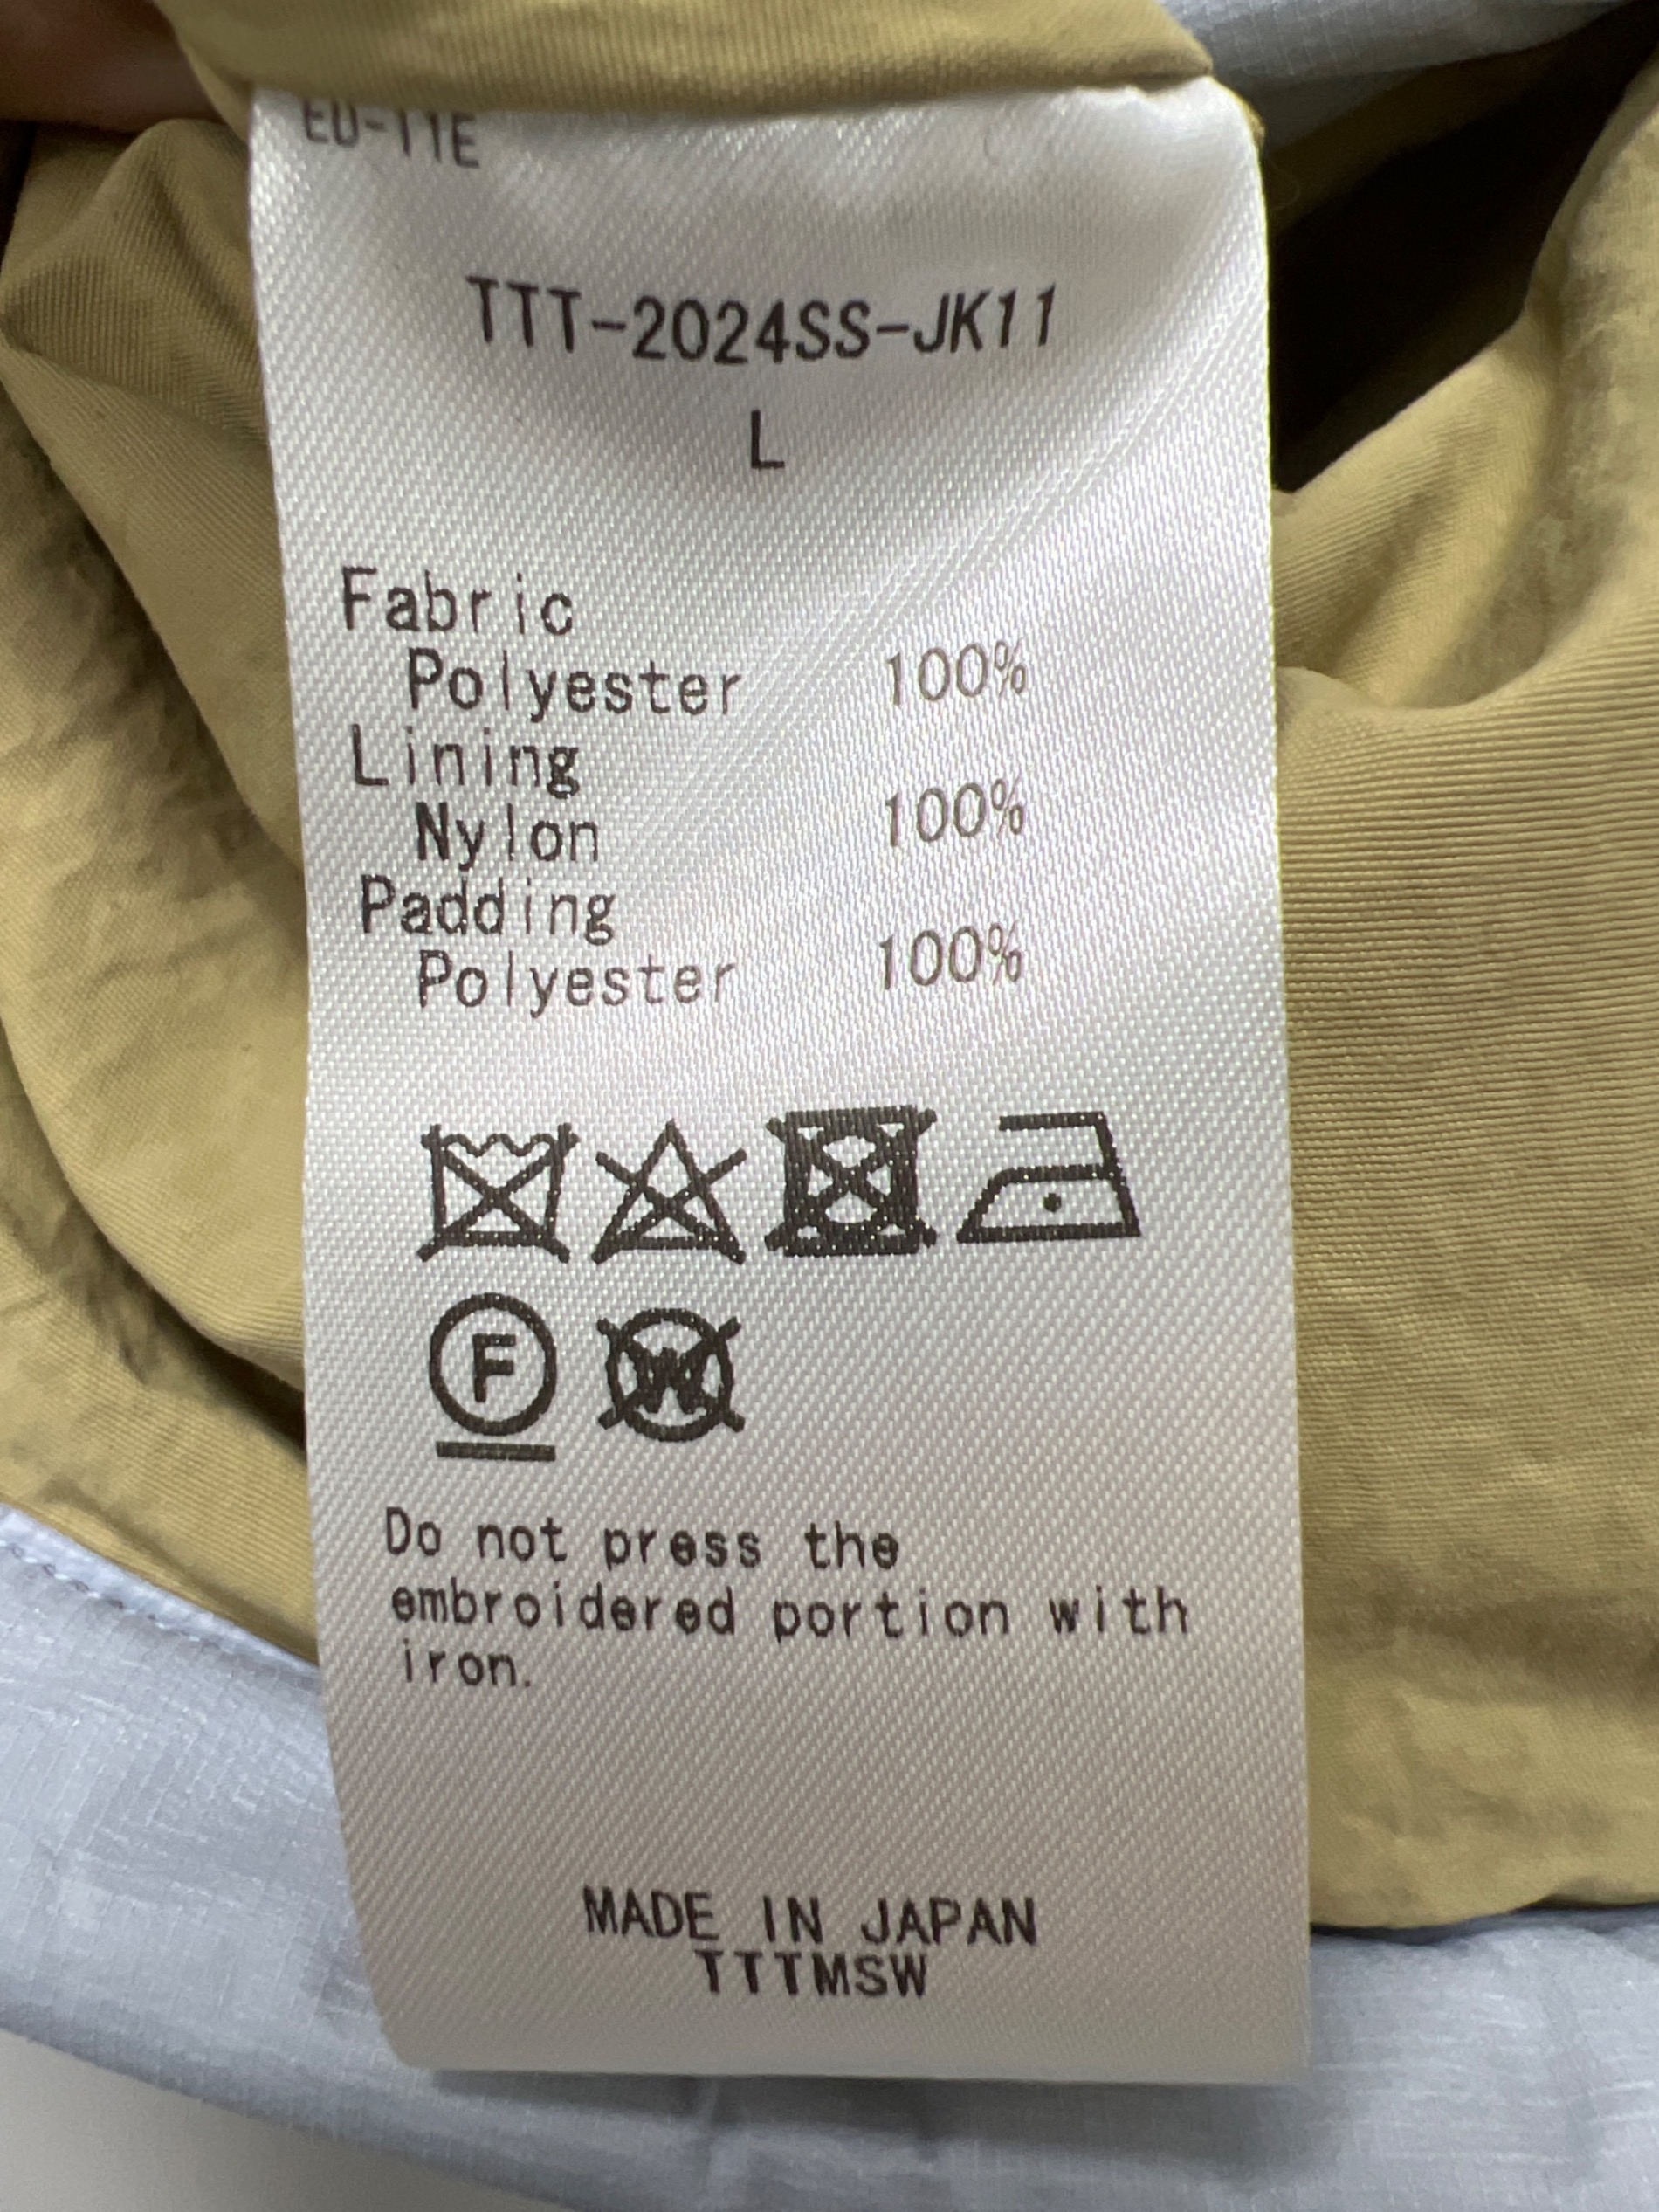 TTT-2024SS-JK11
L
Fabric
Polyester 100%
Lining
Nylon 100%
Padding
Polyester 100%
F
W
Do not press the
embroidered portion with
iron.
MADE IN JAPAN
TTTMSW